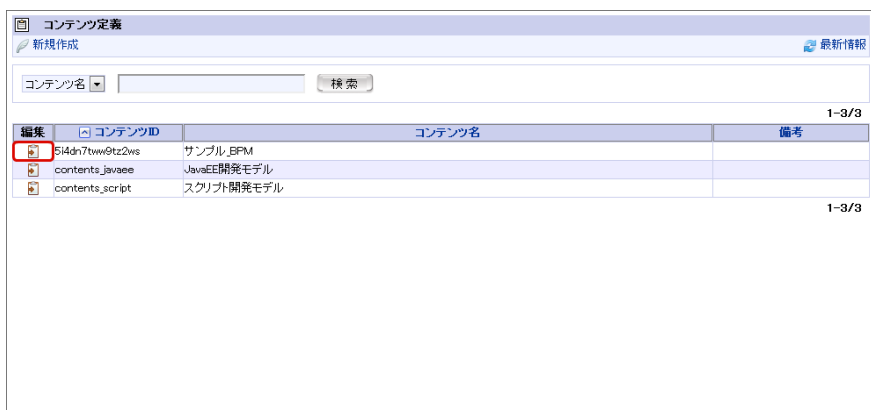 コンテンツ定義
新規作成 最新情報
コンテンツ名 検索
1-3/3
編集 コンテンツID コンテンツ名 備考
5i4dn7tww9tz2ws サンプル_BPM
contents_javaee JavaEE開発モデル
contents_script スクリプト開発モデル
1-3/3